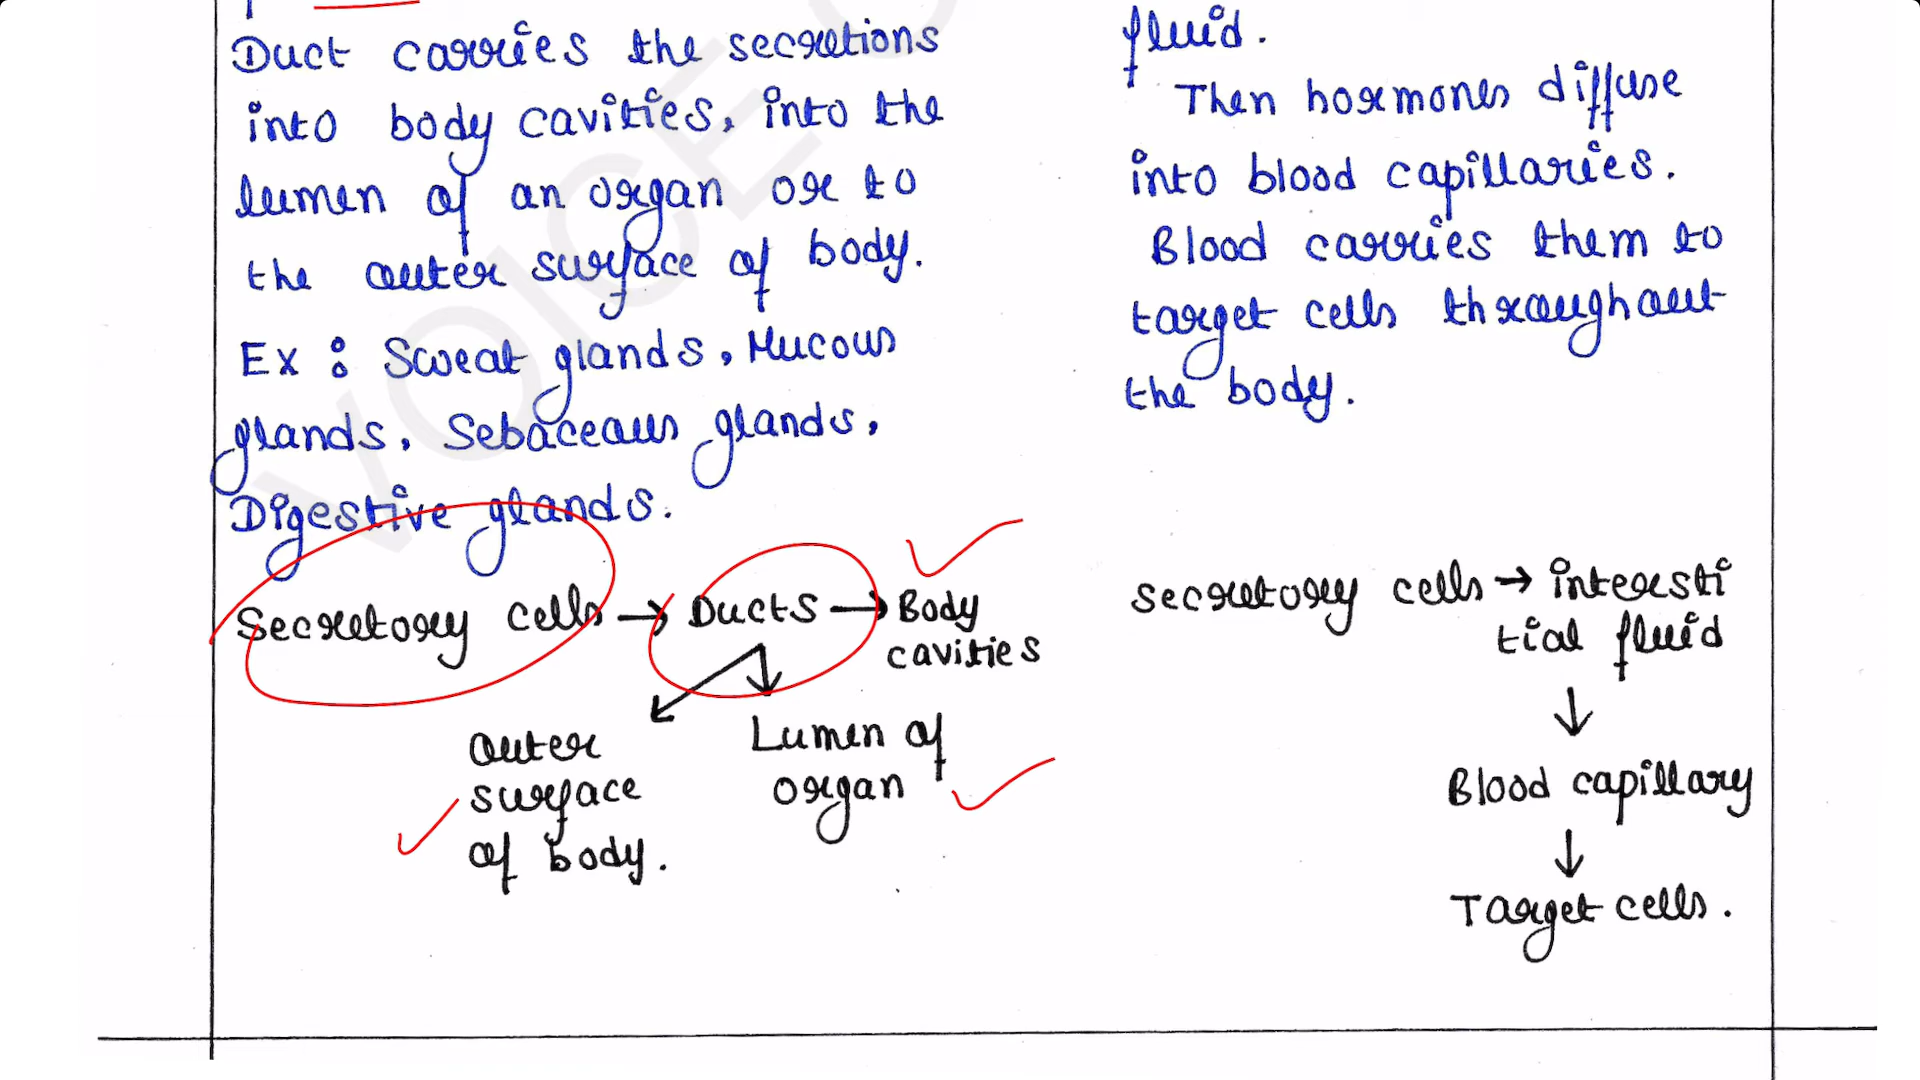 Duct carries the secretions
into body cavities, into the
lumen of an organ or to
the outer surface of body.
Ex : Sweat glands, Mucous
glands, Sebaceous glands,
Digestive glands.
Secretory cells → Ducts → Body
cavities
Outer
surface
of body.
Lumen of
organ
fluid.
Then hormones diffuse
into blood capillaries.
Blood carries them to
target cells throughout
the body.
secretory cells → interesti
tial fluid
↓
Blood capillary
↓
Target cells.
VOICE